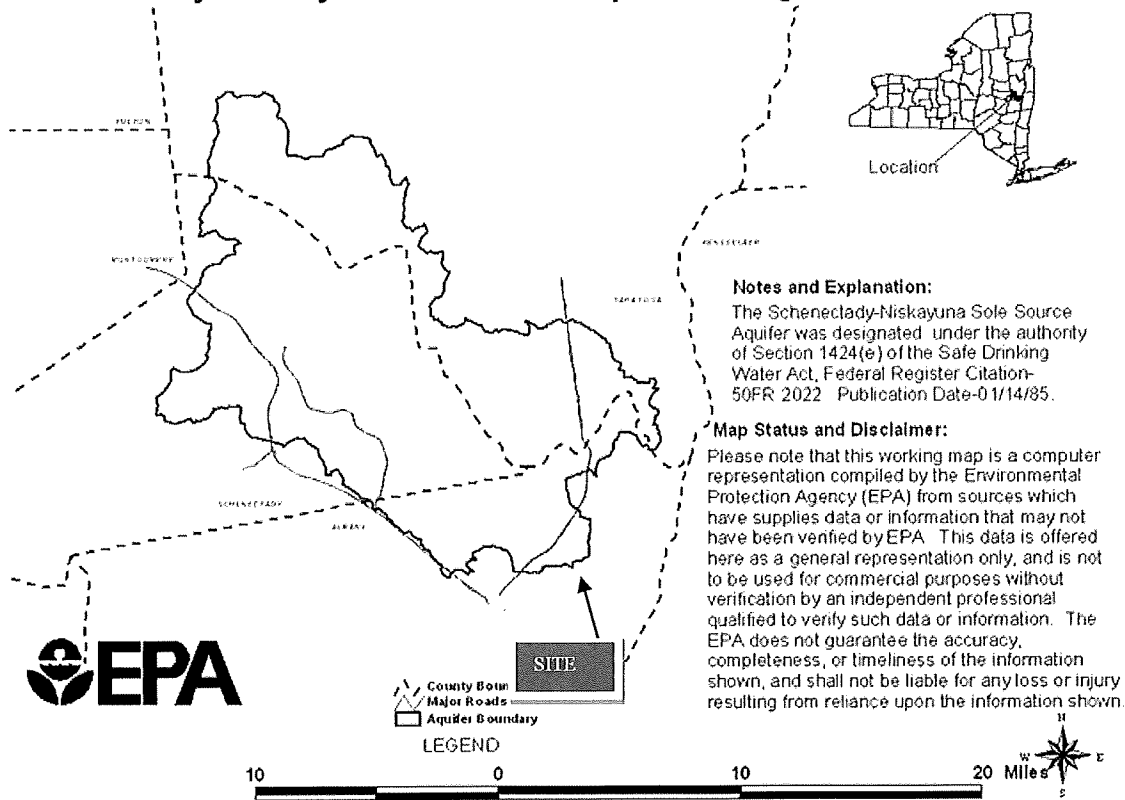 FULTON
Location
RENSSELAER
MONTGOMERY
SARATOGA
Notes and Explanation:
The Scheneclady-Niskayuna Sole Source
Aquifer was designated under the authority
of Section 1424(e) of the Safe Drinking
Water Act, Federal Register Citation-
50FR 2022 Publication Date-01/14/85.
Map Status and Disclaimer:
Please note that this working map is a computer
representation compiled by the Environmental
Protection Agency (EPA) from sources which
have supplies data or information that may not
have been verified by EPA This data is offered
here as a general representation only, and is not
to be used for commercial purposes without
verification by an independent professional
qualified to verify such data or information. The
EPA does not guarantee the accuracy,
completeness, or timeliness of the information
shown, and shall not be liable for any loss or injury
resulting from reliance upon the information shown.
SCHENECTADY
ALBANY
SITE
EPA
County Boun
Major Roads
Aquifer Boundary
LEGEND
10 0 10 20 Miles
N
W E
S